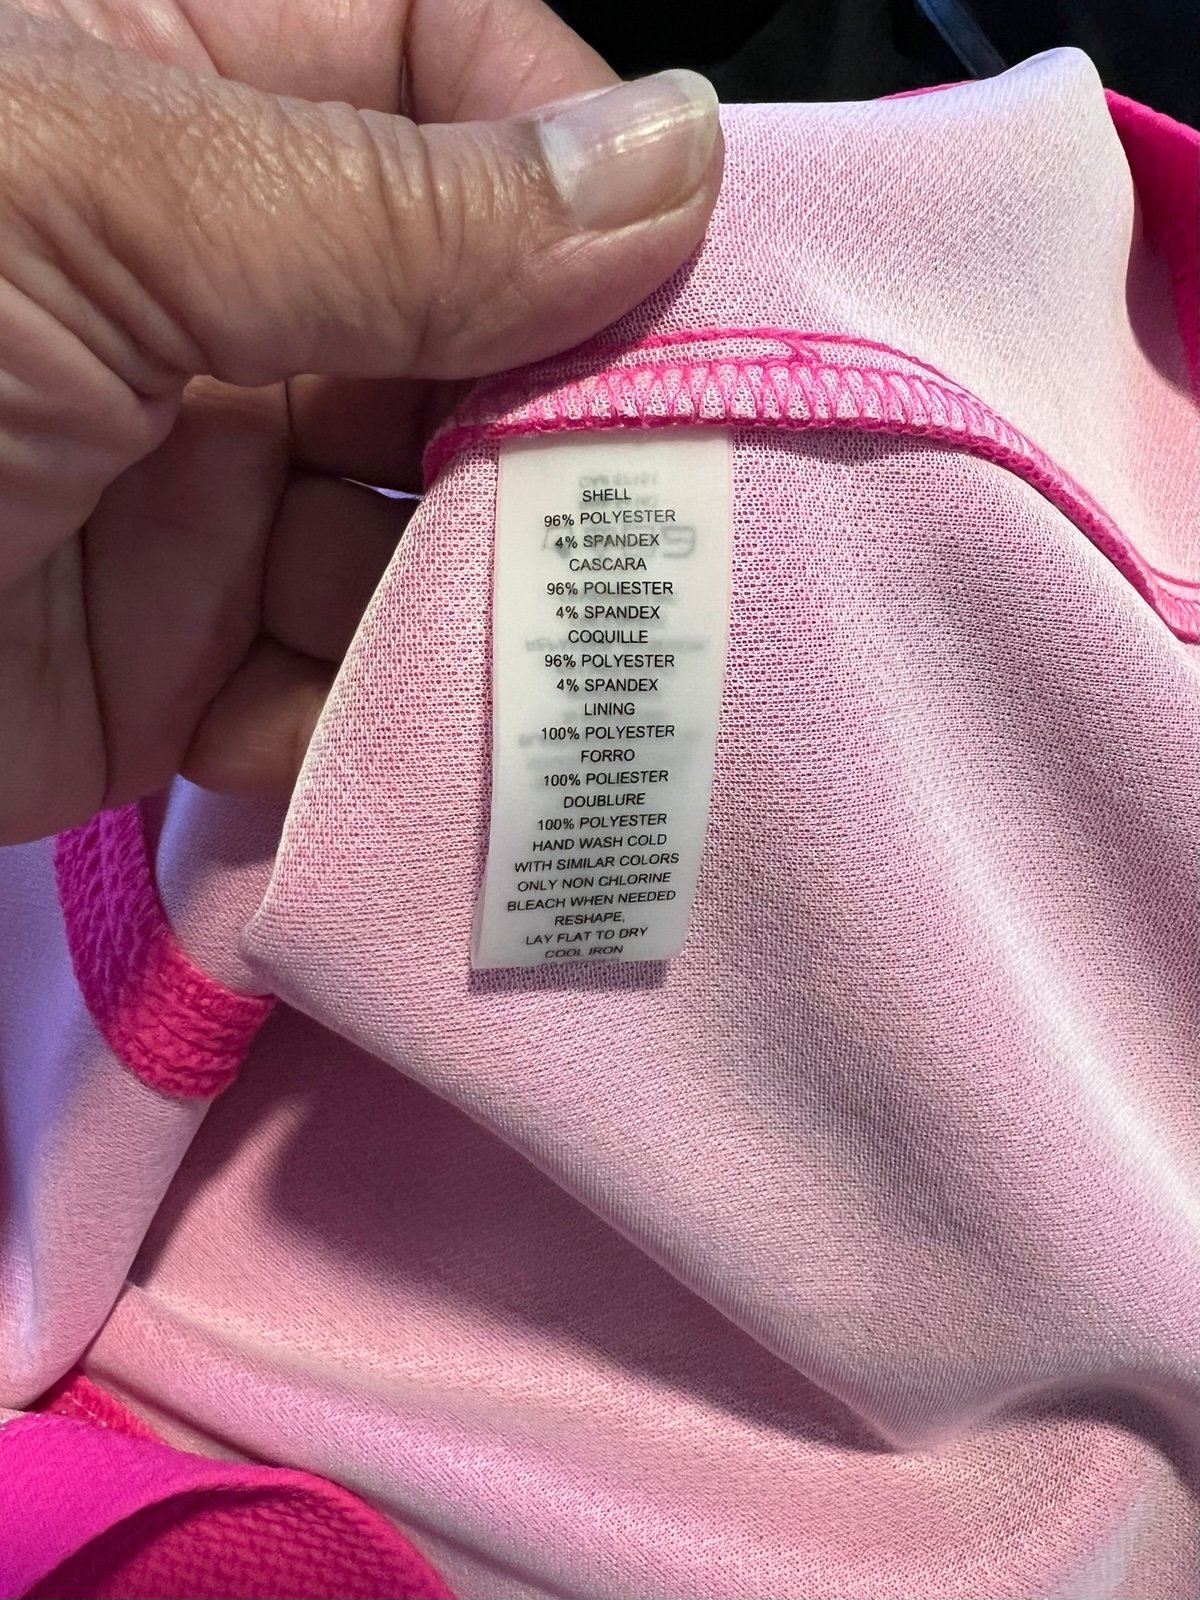 SHELL
96% POLYESTER
4% SPANDEX
CASCARA
96% POLIESTER
4% SPANDEX
COQUILLE
96% POLYESTER
4% SPANDEX
LINING
100% POLYESTER
FORRO
100% POLIESTER
DOUBLURE
100% POLYESTER
HAND WASH COLD
WITH SIMILAR COLORS
ONLY NON CHLORINE
BLEACH WHEN NEEDED
RESHAPE,
LAY FLAT TO DRY
COOL IRON